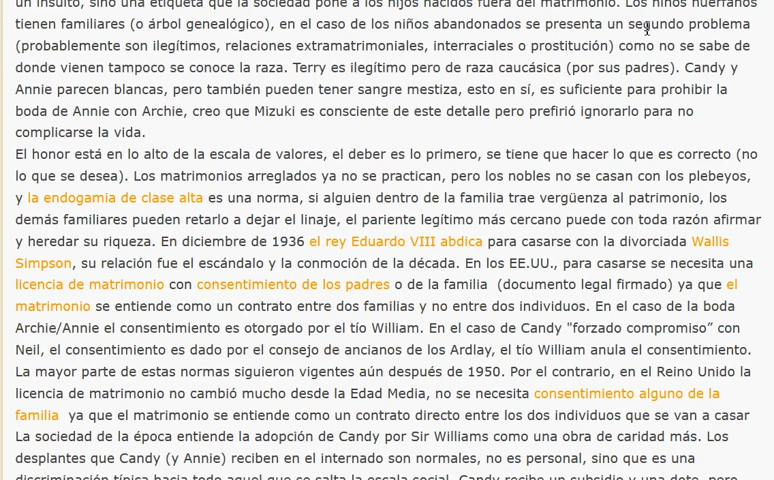 un insulto, sino una etiqueta que la sociedad pone a los hijos nacidos fuera del matrimonio. Los niños huérfanos
tienen familiares (o árbol genealógico), en el caso de los niños abandonados se presenta un segundo problema
(probablemente son ilegítimos, relaciones extramatrimoniales, interraciales o prostitución) como no se sabe de
donde vienen tampoco se conoce la raza. Terry es ilegítimo pero de raza caucásica (por sus padres). Candy y
Annie parecen blancas, pero también pueden tener sangre mestiza, esto en sí, es suficiente para prohibir la
boda de Annie con Archie, creo que Mizuki es consciente de este detalle pero prefirió ignorarlo para no
complicarse la vida.
El honor está en lo alto de la escala de valores, el deber es lo primero, se tiene que hacer lo que es correcto (no
lo que se desea). Los matrimonios arreglados ya no se practican, pero los nobles no se casan con los plebeyos,
y la endogamia de clase alta es una norma, si alguien dentro de la familia trae vergüenza al patrimonio, los
demás familiares pueden retarlo a dejar el linaje, el pariente legítimo más cercano puede con toda razón afirmar
y heredar su riqueza. En diciembre de 1936 el rey Eduardo VIII abdica para casarse con la divorciada Wallis
Simpson, su relación fue el escándalo y la conmoción de la década. En los EE.UU., para casarse se necesita una
licencia de matrimonio con consentimiento de los padres o de la familia (documento legal firmado) ya que el
matrimonio se entiende como un contrato entre dos familias y no entre dos individuos. En el caso de la boda
Archie/Annie el consentimiento es otorgado por el tío William. En el caso de Candy "forzado compromiso” con
Neil, el consentimiento es dado por el consejo de ancianos de los Ardlay, el tío William anula el consentimiento.
La mayor parte de estas normas siguieron vigentes aún después de 1950. Por el contrario, en el Reino Unido la
licencia de matrimonio no cambió mucho desde la Edad Media, no se necesita consentimiento alguno de la
familia ya que el matrimonio se entiende como un contrato directo entre los dos individuos que se van a casar
La sociedad de la época entiende la adopción de Candy por Sir Williams como una obra de caridad más. Los
desplantes que Candy (y Annie) reciben en el internado son normales, no es personal, sino que es una
discriminación típica hacia todo aquel que se salta la escala social. Candy recibe un subsidio y una dote, pero